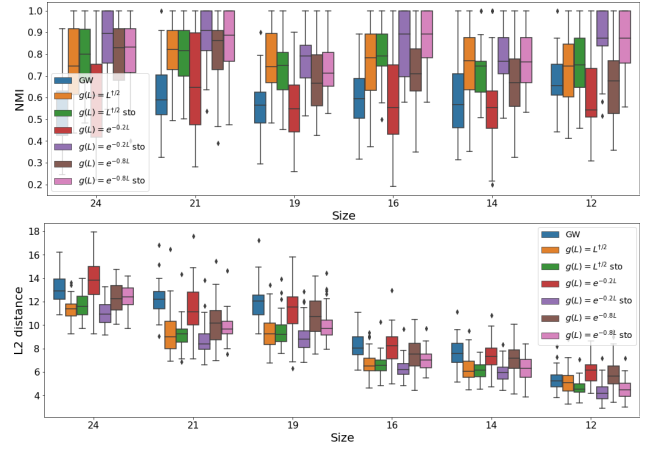 NMI
1.0
0.9
0.8
0.7
0.6
0.5
0.4
0.3
0.2
GW
g(L) = L^{1/2}
g(L) = L^{1/2} sto
g(L) = e^{-0.2L}
g(L) = e^{-0.2L} sto
g(L) = e^{-0.8L}
g(L) = e^{-0.8L} sto
24 21 19 16 14 12
Size
L2 distance
18
16
14
12
10
8
6
4
GW
g(L) = L^{1/2}
g(L) = L^{1/2} sto
g(L) = e^{-0.2L}
g(L) = e^{-0.2L} sto
g(L) = e^{-0.8L}
g(L) = e^{-0.8L} sto
24 21 19 16 14 12
Size